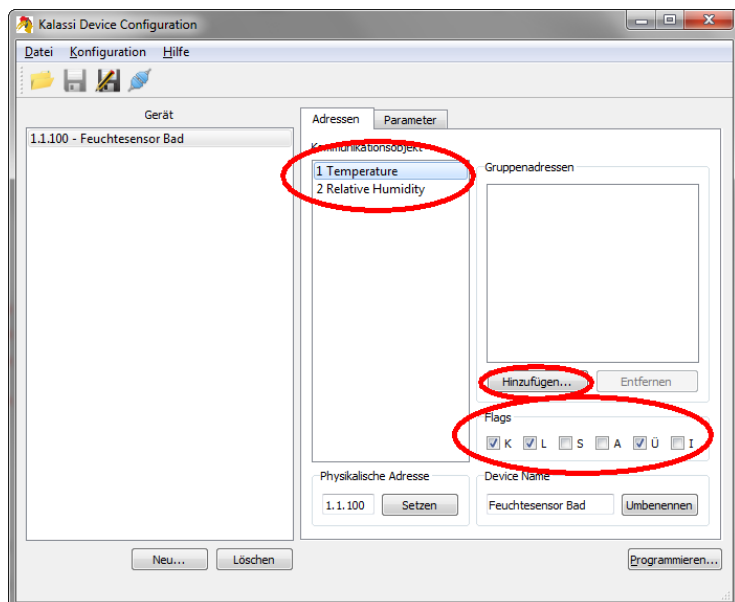 Kalassi Device Configuration
Datei Konfiguration Hilfe
Gerät
1.1.100 - Feuchtesensor Bad
Adressen Parameter
Kommunikationsobjekt
1 Temperature
2 Relative Humidity
Gruppenadressen
Hinzufügen... Entfernen
Flags
K L S A Ü I
Physikalische Adresse
1.1.100 Setzen
Device Name
Feuchtesensor Bad Umbenennen
Neu... Löschen
Programmieren...